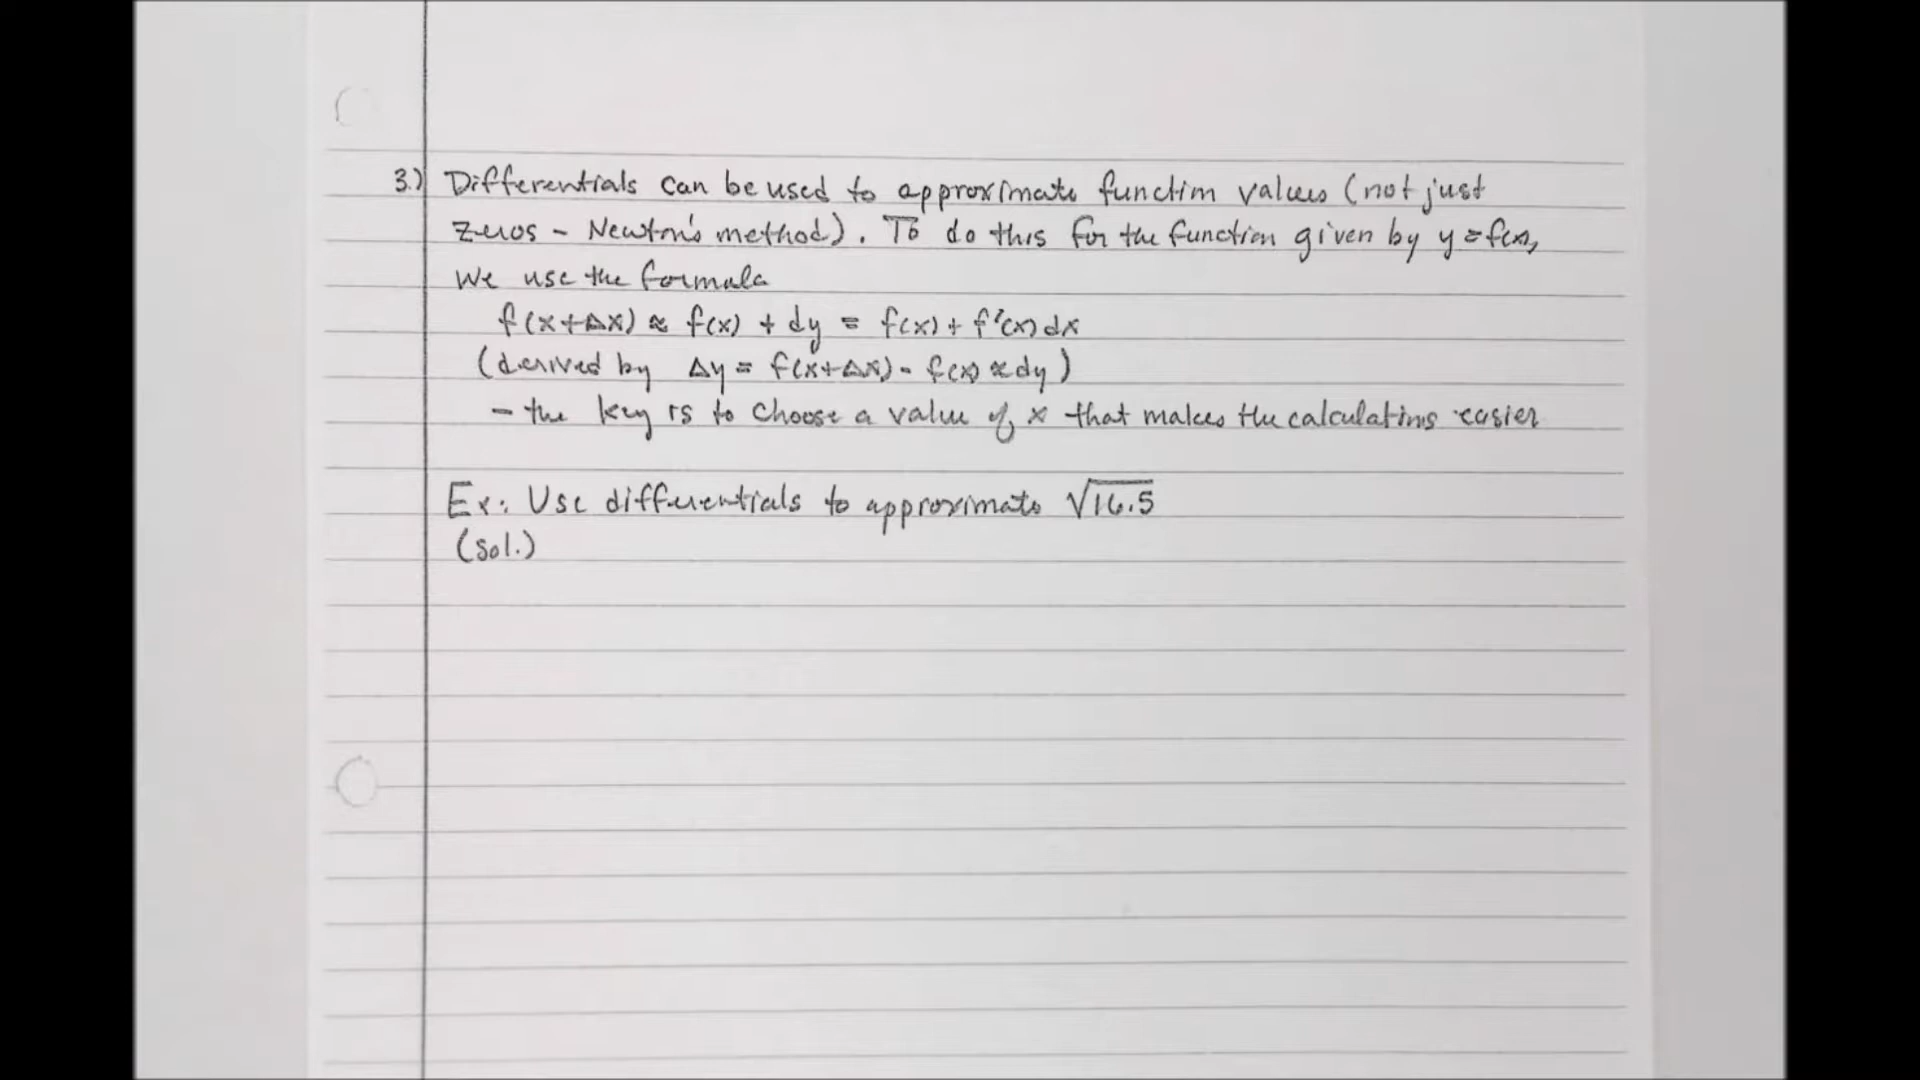 3.) Differentials can be used to approximate function values (not just
zeros - Newton's method). To do this for the function given by y = f(x),
we use the formula
f(x+Δx) ≈ f(x) + dy = f(x) + f'(x) dx
(derived by Δy = f(x+Δx) - f(x) ≈ dy)
- the key is to choose a value of x that makes the calculations easier
Ex: Use differentials to approximate √16.5
(Sol.)